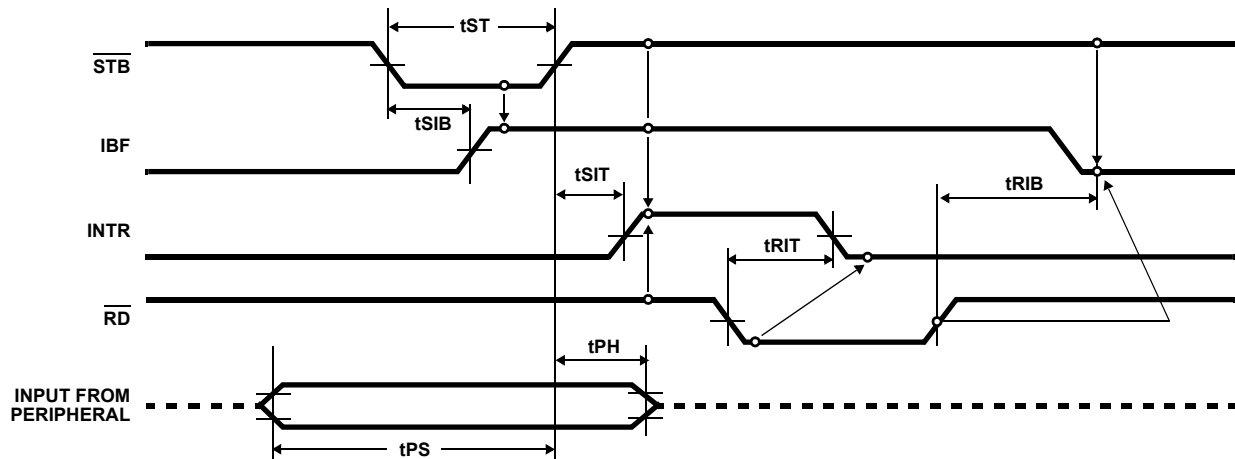 tST
STB
tSIB
IBF
tSIT
tRIB
INTR
tRIT
RD
tPH
INPUT FROM
PERIPHERAL
tPS